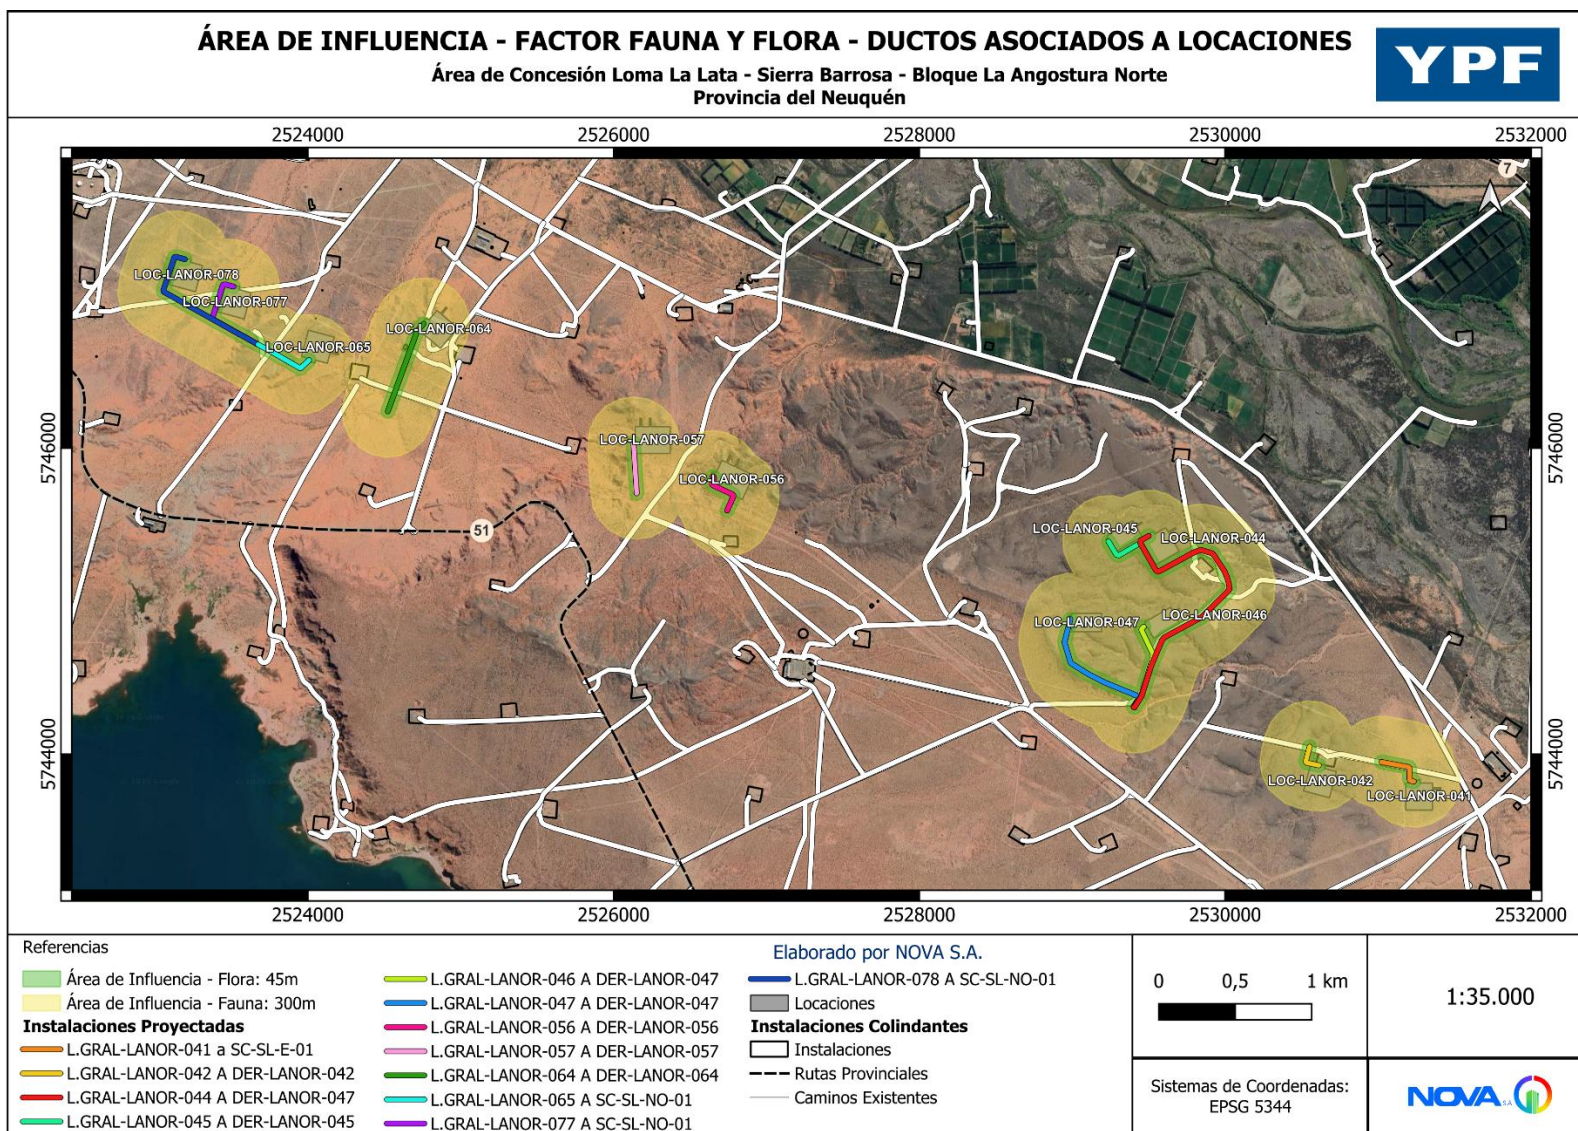 ÁREA DE INFLUENCIA - FACTOR FAUNA Y FLORA - DUCTOS ASOCIADOS A LOCACIONES
Área de Concesión Loma La Lata - Sierra Barrosa - Bloque La Angostura Norte
Provincia del Neuquén
YPF
2524000
2526000
2528000
2530000
2532000
7
LOC-LANOR-078
LOC-LANOR-077
LOC-LANOR-065
LOC-LANOR-064
LOC-LANOR-057
LOC-LANOR-056
5746000
5746000
51
LOC-LANOR-045
LOC-LANOR-044
LOC-LANOR-047
LOC-LANOR-046
5744000
5744000
LOC-LANOR-042
LOC-LANOR-041
2524000
2526000
2528000
2530000
2532000
Referencias
Área de Influencia - Flora: 45m
Área de Influencia - Fauna: 300m
Instalaciones Proyectadas
L.GRAL-LANOR-041 a SC-SL-E-01
L.GRAL-LANOR-042 A DER-LANOR-042
L.GRAL-LANOR-044 A DER-LANOR-047
L.GRAL-LANOR-045 A DER-LANOR-045
L.GRAL-LANOR-046 A DER-LANOR-047
L.GRAL-LANOR-047 A DER-LANOR-047
L.GRAL-LANOR-056 A DER-LANOR-056
L.GRAL-LANOR-057 A DER-LANOR-057
L.GRAL-LANOR-064 A DER-LANOR-064
L.GRAL-LANOR-065 A SC-SL-NO-01
L.GRAL-LANOR-077 A SC-SL-NO-01
Elaborado por NOVA S.A.
L.GRAL-LANOR-078 A SC-SL-NO-01
Locaciones
Instalaciones Colindantes
Instalaciones
Rutas Provinciales
Caminos Existentes
0 0,5 1 km
1:35.000
Sistemas de Coordenadas:
EPSG 5344
NOVA S.A.